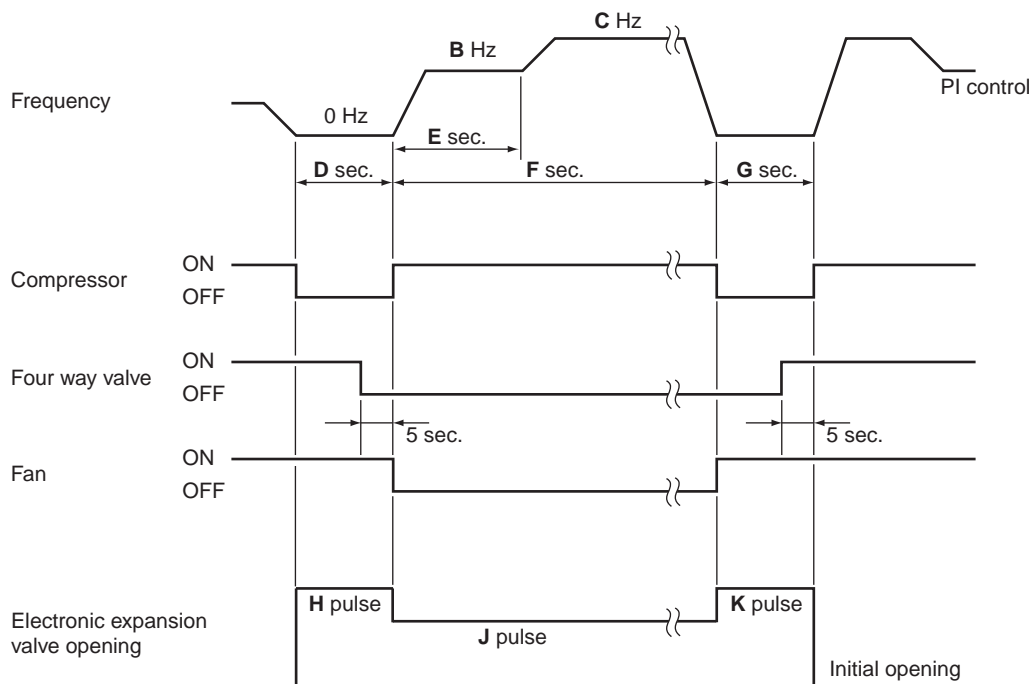 C Hz
B Hz
Frequency
0 Hz
PI control
E sec.
D sec.
F sec.
G sec.
Compressor
ON
OFF
Four way valve
ON
OFF
5 sec.
5 sec.
Fan
ON
OFF
Electronic expansion
valve opening
H pulse
J pulse
K pulse
Initial opening